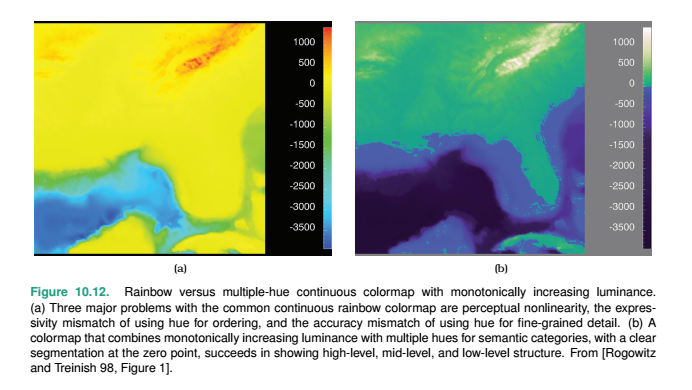 1000
500
0
-500
-1000
-1500
-2000
-2500
-3000
-3500
1000
500
0
-500
-1000
-1500
-2000
-2500
-3000
-3500
(a)
(b)
Figure 10.12. Rainbow versus multiple-hue continuous colormap with monotonically increasing luminance.
(a) Three major problems with the common continuous rainbow colormap are perceptual nonlinearity, the expres-
sivity mismatch of using hue for ordering, and the accuracy mismatch of using hue for fine-grained detail. (b) A
colormap that combines monotonically increasing luminance with multiple hues for semantic categories, with a clear
segmentation at the zero point, succeeds in showing high-level, mid-level, and low-level structure. From [Rogowitz
and Treinish 98, Figure 1].